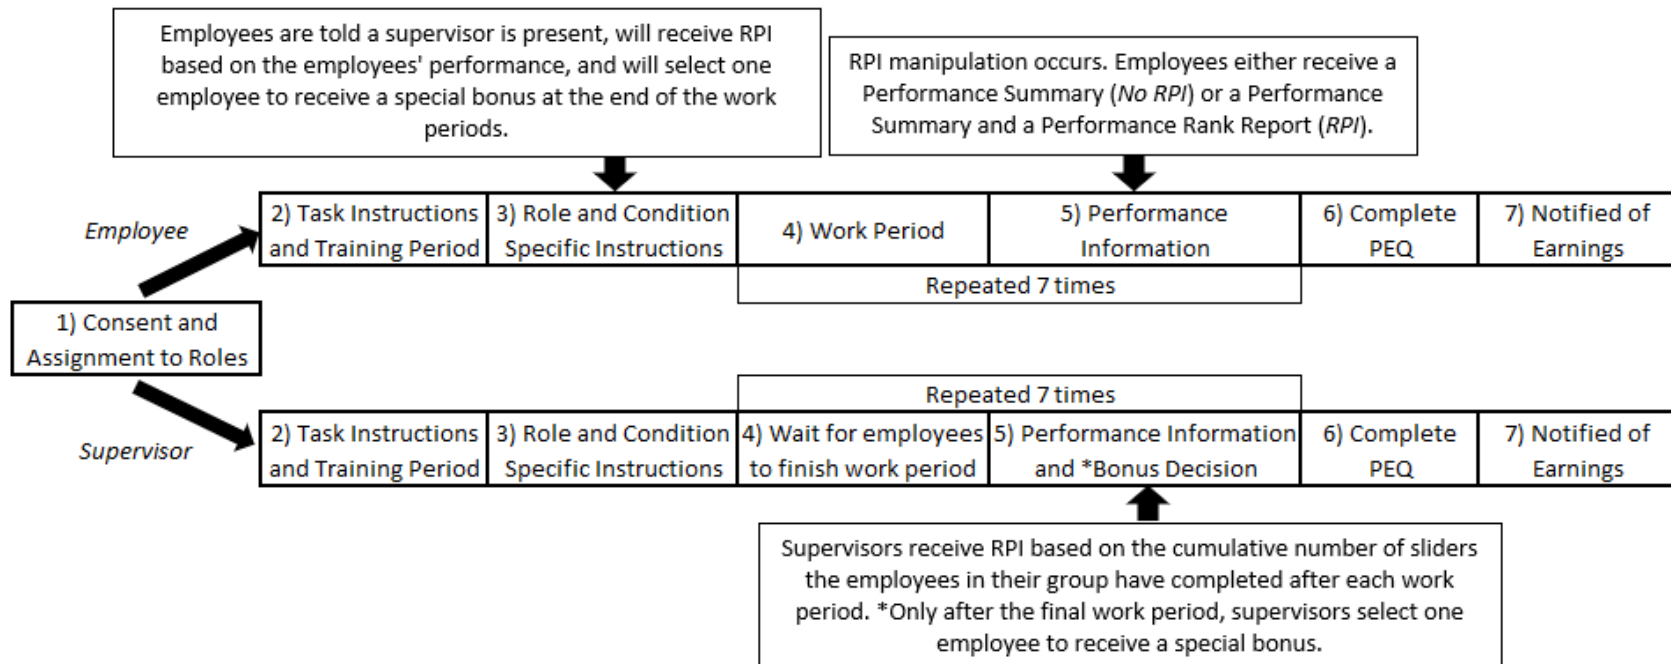 Employees are told a supervisor is present, will receive RPI
based on the employees' performance, and will select one
employee to receive a special bonus at the end of the work
periods.
RPI manipulation occurs. Employees either receive a
Performance Summary (No RPI) or a Performance
Summary and a Performance Rank Report (RPI).
Employee
2) Task Instructions
and Training Period
3) Role and Condition
Specific Instructions
4) Work Period
5) Performance
Information
6) Complete
PEQ
7) Notified of
Earnings
Repeated 7 times
1) Consent and
Assignment to Roles
Repeated 7 times
Supervisor
2) Task Instructions
and Training Period
3) Role and Condition
Specific Instructions
4) Wait for employees
to finish work period
5) Performance Information
and *Bonus Decision
6) Complete
PEQ
7) Notified of
Earnings
Supervisors receive RPI based on the cumulative number of sliders
the employees in their group have completed after each work
period. *Only after the final work period, supervisors select one
employee to receive a special bonus.